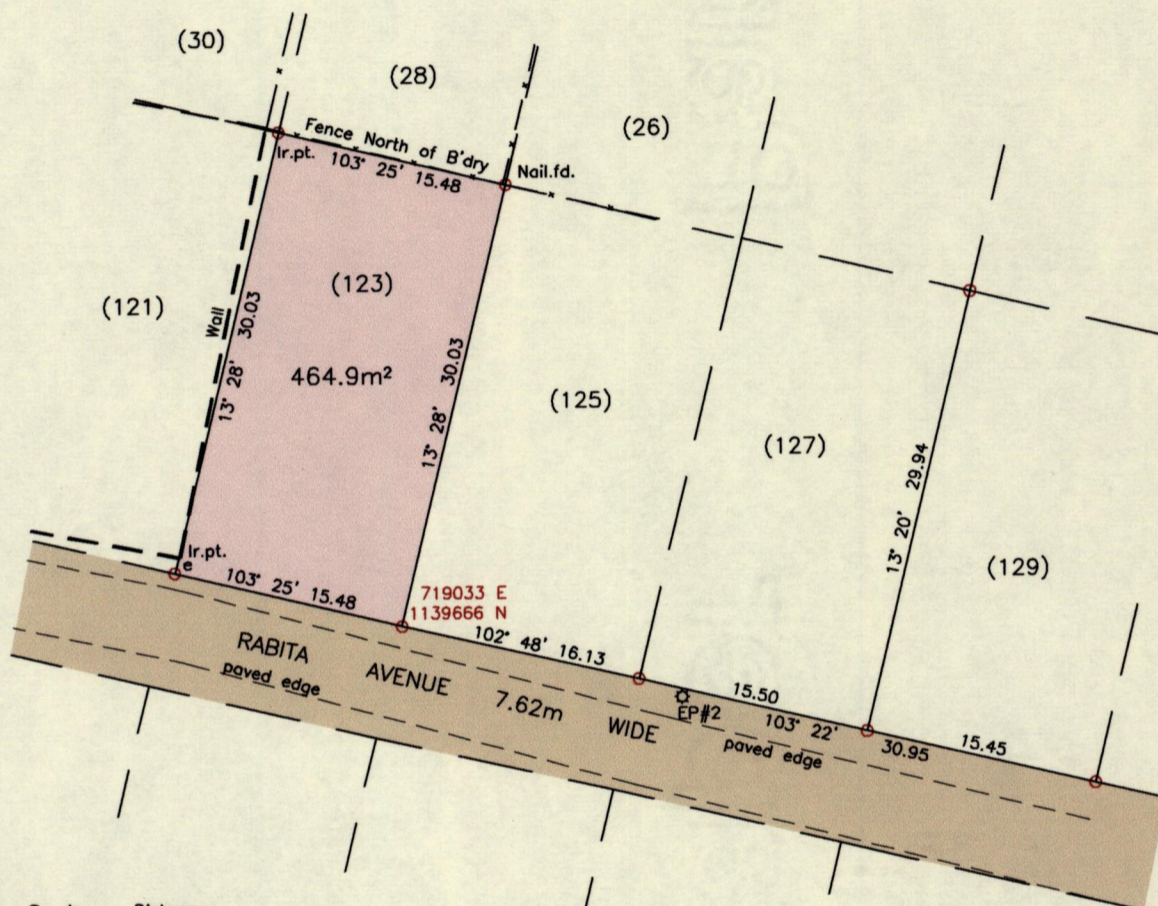 (30)
(28)
(26)
Fence North of B'dry
Ir.pt.
103° 25' 15.48
Nail.fd.
(123)
(121)
Wall
13° 28' 30.03
464.9m²
13° 28' 30.03
(125)
(127)
13° 20' 29.94
(129)
Ir.pt.
e
103° 25' 15.48
719033 E
1139666 N
102° 48' 16.13
15.50
EP#2
103° 22'
30.95
15.45
RABITA AVENUE 7.62m WIDE
paved edge
paved edge